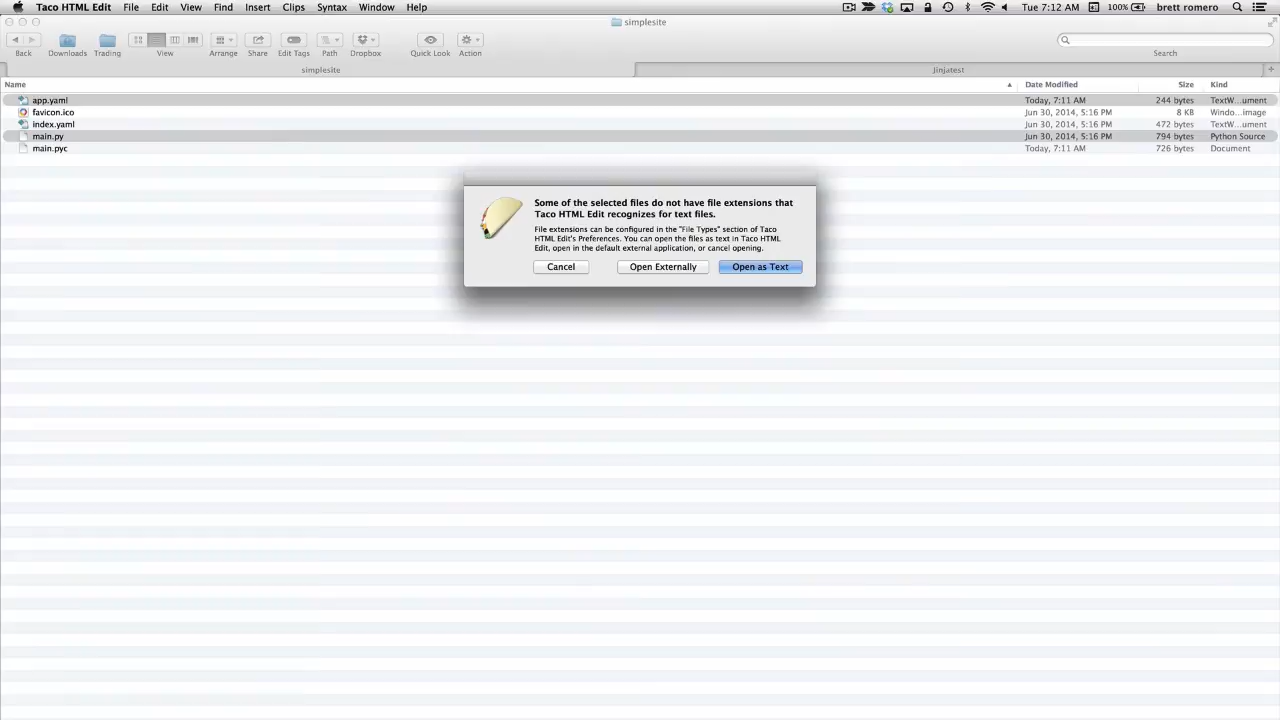 Taco HTML Edit File Edit View Find Insert Clips Syntax Window Help Tue 7:12 AM 100% brett romero
simplesite
Back Downloads Trading View Arrange Share Edit Tags Path Dropbox Quick Look Action Search
simplesite Jinjatest +
Name Date Modified Size Kind
app.yaml Today, 7:11 AM 244 bytes TextW...ument
favicon.ico Jun 30, 2014, 5:16 PM 8 KB Windo...image
index.yaml Jun 30, 2014, 5:16 PM 472 bytes TextW...ument
main.py Jun 30, 2014, 5:16 PM 794 bytes Python Source
main.pyc Today, 7:11 AM 726 bytes Document
Some of the selected files do not have file extensions that
Taco HTML Edit recognizes for text files.
File extensions can be configured in the "File Types" section of Taco
HTML Edit's Preferences. You can open the files as text in Taco HTML
Edit, open in the default external application, or cancel opening.
Cancel Open Externally Open as Text